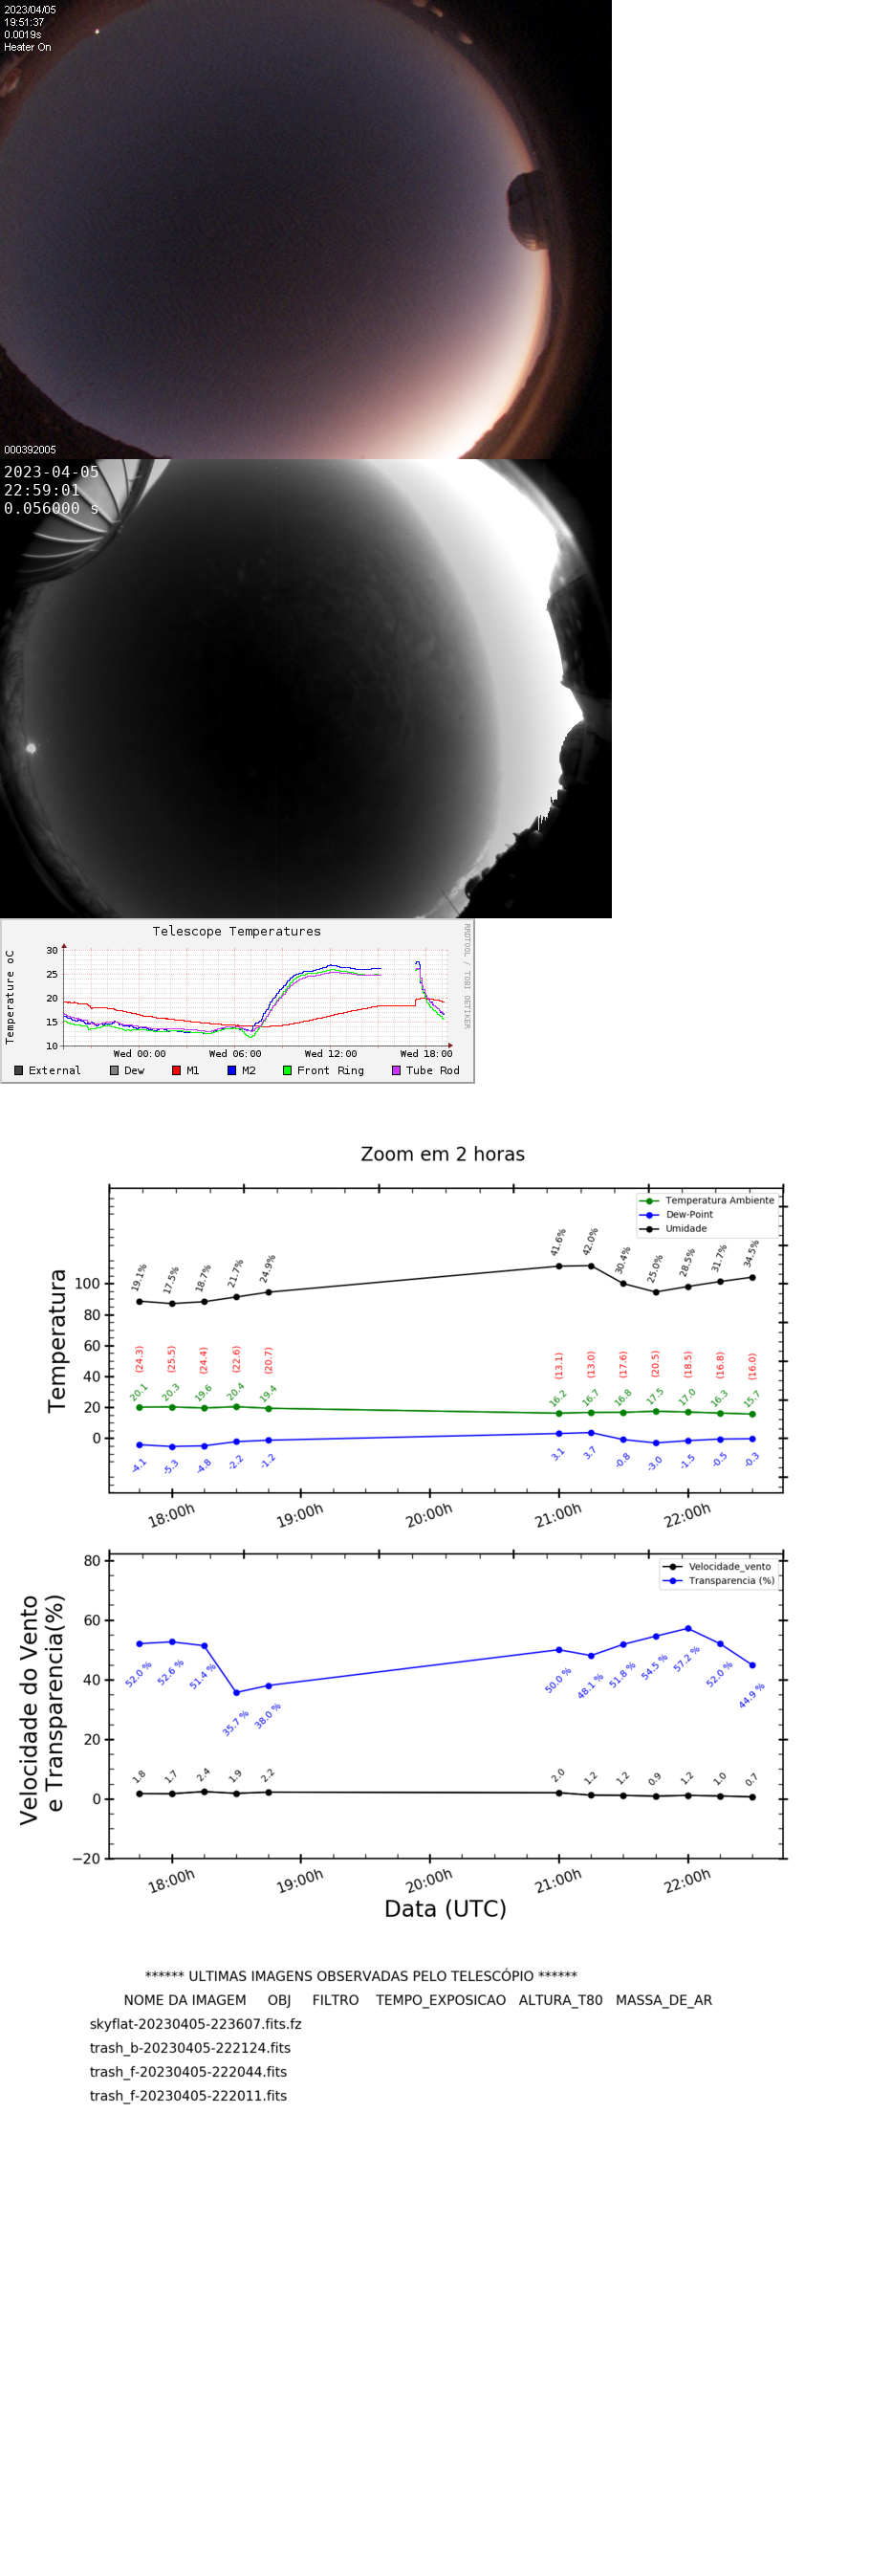 2023/04/05
19:51:37
0.0019s
Heater On
000392005
2023-04-05
22:59:01
0.056000 s
Telescope Temperatures
RRDTOOL / TOBI OETIKER
Temperature oC
30
25
20
15
10
Wed 00:00 Wed 06:00 Wed 12:00 Wed 18:00
External Dew M1 M2 Front Ring Tube Rod
Zoom em 2 horas
Temperatura Ambiente
Dew-Point
Umidade
Temperatura
100
80
60
40
20
0
19.1% 17.5% 18.7% 21.7% 24.9% 41.6% 42.0% 30.4% 25.0% 28.5% 31.7% 34.5%
(24.3) (25.5) (24.4) (22.6) (20.7) (13.1) (13.0) (17.6) (20.5) (18.5) (16.8) (16.0)
20.1 20.3 19.6 20.4 19.4 16.2 16.7 16.8 17.5 17.0 16.3 15.7
-4.1 -5.3 -4.8 -2.2 -1.2 3.1 3.7 -0.8 -3.0 -1.5 -0.5 -0.3
18:00h 19:00h 20:00h 21:00h 22:00h
Velocidade_vento
Transparencia (%)
Velocidade do Vento
e Transparencia(%)
80
60
40
20
0
−20
52.0 % 52.6 % 51.4 % 35.7 % 38.0 % 50.0 % 48.1 % 51.8 % 54.5 % 57.2 % 52.0 % 44.9 %
1.8 1.7 2.4 1.9 2.2 2.0 1.2 1.2 0.9 1.2 1.0 0.7
18:00h 19:00h 20:00h 21:00h 22:00h
Data (UTC)
****** ULTIMAS IMAGENS OBSERVADAS PELO TELESCÓPIO ******
NOME DA IMAGEM OBJ FILTRO TEMPO_EXPOSICAO ALTURA_T80 MASSA_DE_AR
skyflat-20230405-223607.fits.fz
trash_b-20230405-222124.fits
trash_f-20230405-222044.fits
trash_f-20230405-222011.fits